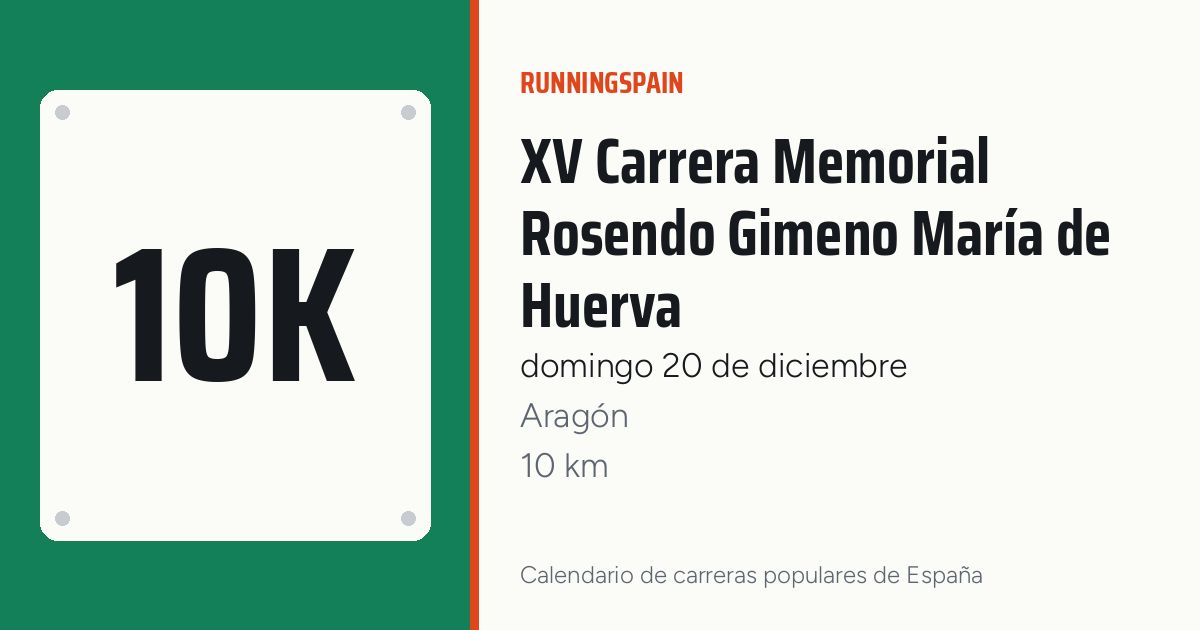 10K
RUNNINGSPAIN
XV Carrera Memorial
Rosendo Gimeno María de
Huerva
domingo 20 de diciembre
Aragón
10 km
Calendario de carreras populares de España